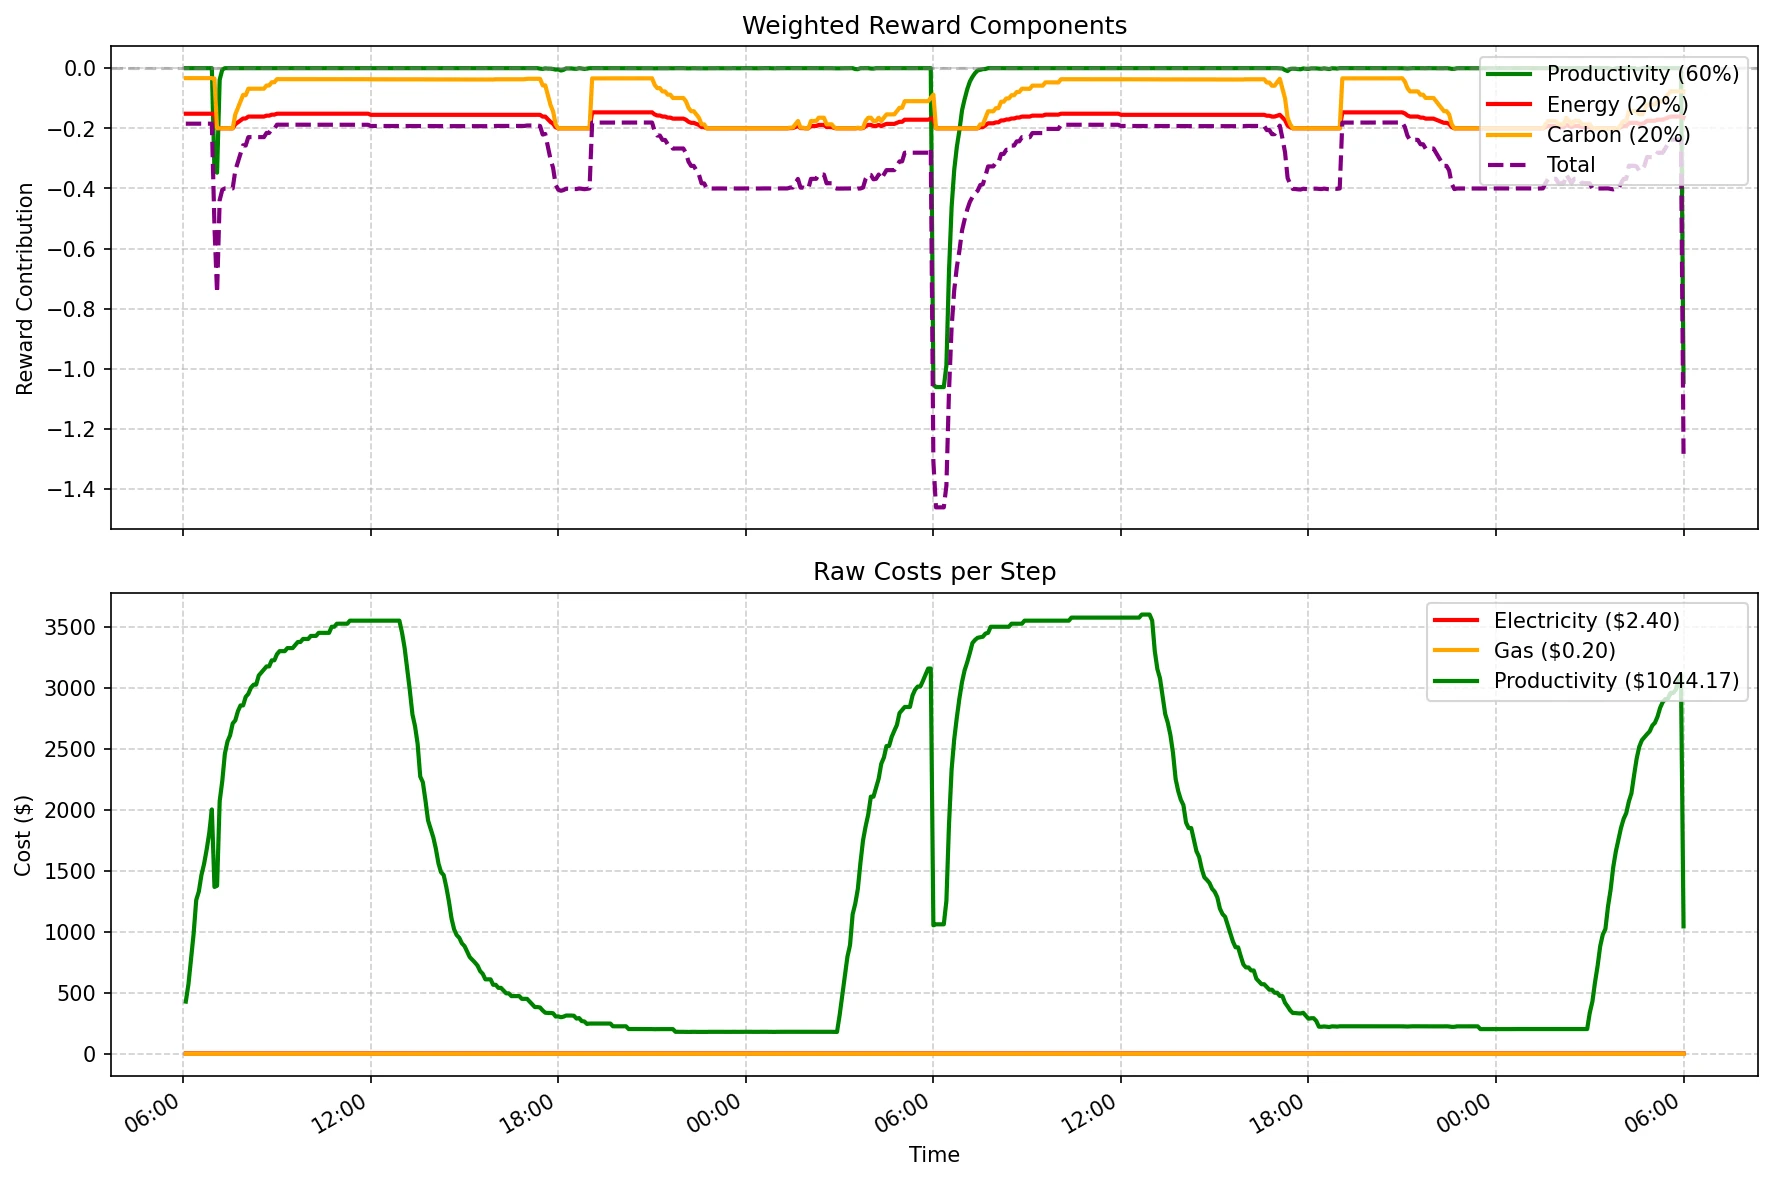 Weighted Reward Components
Reward Contribution
0.0
−0.2
−0.4
−0.6
−0.8
−1.0
−1.2
−1.4
Productivity (60%)
Energy (20%)
Carbon (20%)
Total
Raw Costs per Step
Cost ($)
3500
3000
2500
2000
1500
1000
500
0
Electricity ($2.40)
Gas ($0.20)
Productivity ($1044.17)
06:00
12:00
18:00
00:00
06:00
12:00
18:00
00:00
06:00
Time